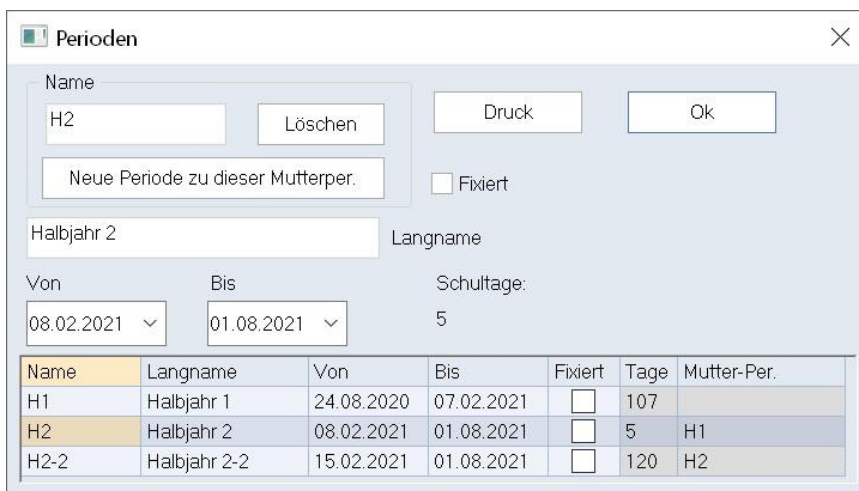 Perioden
Name
H2 Löschen Druck Ok
Neue Periode zu dieser Mutterper. Fixiert
Halbjahr 2 Langname
Von Bis Schultage:
08.02.2021 01.08.2021 5
Name Langname Von Bis Fixiert Tage Mutter-Per.
H1 Halbjahr 1 24.08.2020 07.02.2021 107
H2 Halbjahr 2 08.02.2021 01.08.2021 5 H1
H2-2 Halbjahr 2-2 15.02.2021 01.08.2021 120 H2